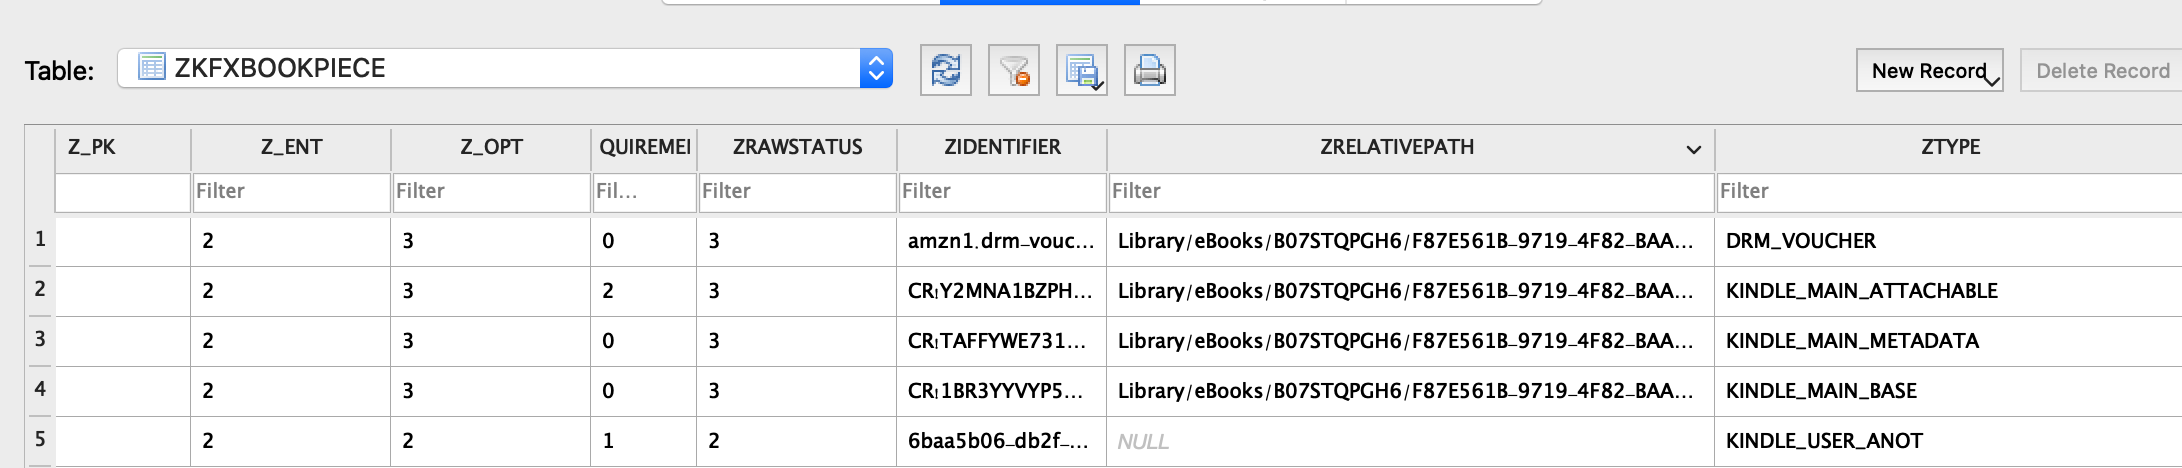 Table: ZKFXBOOKPIECE New Record Delete Record
Z_PK Z_ENT Z_OPT QUIREMEI ZRAWSTATUS ZIDENTIFIER ZRELATIVEPATH ZTYPE
Filter Filter Fil... Filter Filter Filter Filter
1 2 3 0 3 amzn1.drm-vouc... Library/eBooks/B07STQPGH6/F87E561B-9719-4F82-BAA... DRM_VOUCHER
2 2 3 2 3 CR!Y2MNA1BZPH... Library/eBooks/B07STQPGH6/F87E561B-9719-4F82-BAA... KINDLE_MAIN_ATTACHABLE
3 2 3 0 3 CR!TAFFYWE731... Library/eBooks/B07STQPGH6/F87E561B-9719-4F82-BAA... KINDLE_MAIN_METADATA
4 2 3 0 3 CR!1BR3YYVYP5... Library/eBooks/B07STQPGH6/F87E561B-9719-4F82-BAA... KINDLE_MAIN_BASE
5 2 2 1 2 6baa5b06-db2f-... NULL KINDLE_USER_ANOT